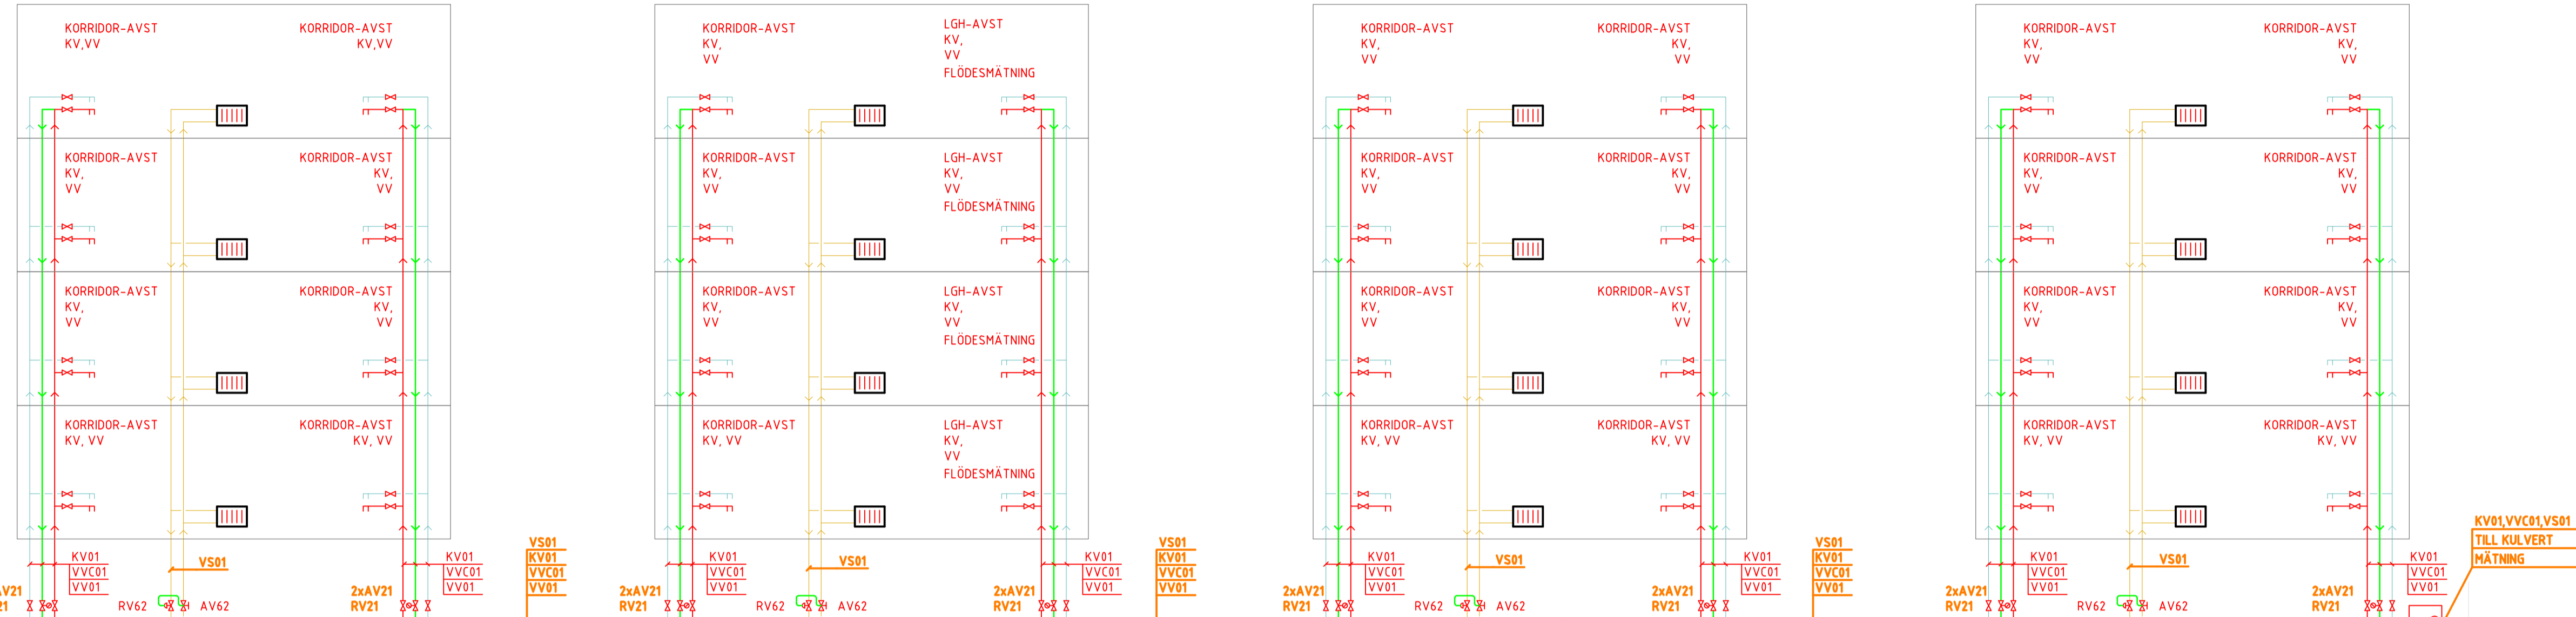 KORRIDOR-AVST
KV,VV
KORRIDOR-AVST
KV,VV
KORRIDOR-AVST
KV,
VV
KORRIDOR-AVST
KV,
VV
KORRIDOR-AVST
KV,
VV
KORRIDOR-AVST
KV,
VV
KORRIDOR-AVST
KV, VV
KORRIDOR-AVST
KV, VV
KV01
VVC01
VV01
VS01
KV01
VVC01
VV01
AV21
21
RV62
AV62
2xAV21
RV21
VS01
KV01
VVC01
VV01
KORRIDOR-AVST
KV,
VV
LGH-AVST
KV,
VV
FLÖDESMÄTNING
KORRIDOR-AVST
KV,
VV
LGH-AVST
KV,
VV
FLÖDESMÄTNING
KORRIDOR-AVST
KV,
VV
LGH-AVST
KV,
VV
FLÖDESMÄTNING
KORRIDOR-AVST
KV, VV
LGH-AVST
KV,
VV
FLÖDESMÄTNING
KV01
VVC01
VV01
VS01
KV01
VVC01
VV01
2xAV21
RV21
RV62
AV62
2xAV21
RV21
VS01
KV01
VVC01
VV01
KORRIDOR-AVST
KV,
VV
KORRIDOR-AVST
KV,
VV
KORRIDOR-AVST
KV,
VV
KORRIDOR-AVST
KV,
VV
KORRIDOR-AVST
KV,
VV
KORRIDOR-AVST
KV,
VV
KORRIDOR-AVST
KV, VV
KORRIDOR-AVST
KV, VV
KV01
VVC01
VV01
VS01
KV01
VVC01
VV01
2xAV21
RV21
RV62
AV62
2xAV21
RV21
VS01
KV01
VVC01
VV01
KORRIDOR-AVST
KV,
VV
KORRIDOR-AVST
KV,
VV
KORRIDOR-AVST
KV,
VV
KORRIDOR-AVST
KV,
VV
KORRIDOR-AVST
KV,
VV
KORRIDOR-AVST
KV,
VV
KORRIDOR-AVST
KV, VV
KORRIDOR-AVST
KV, VV
KV01
VVC01
VV01
VS01
KV01
VVC01
VV01
2xAV21
RV21
RV62
AV62
2xAV21
RV21
KV01,VVC01,VS01
TILL KULVERT
MÄTNING